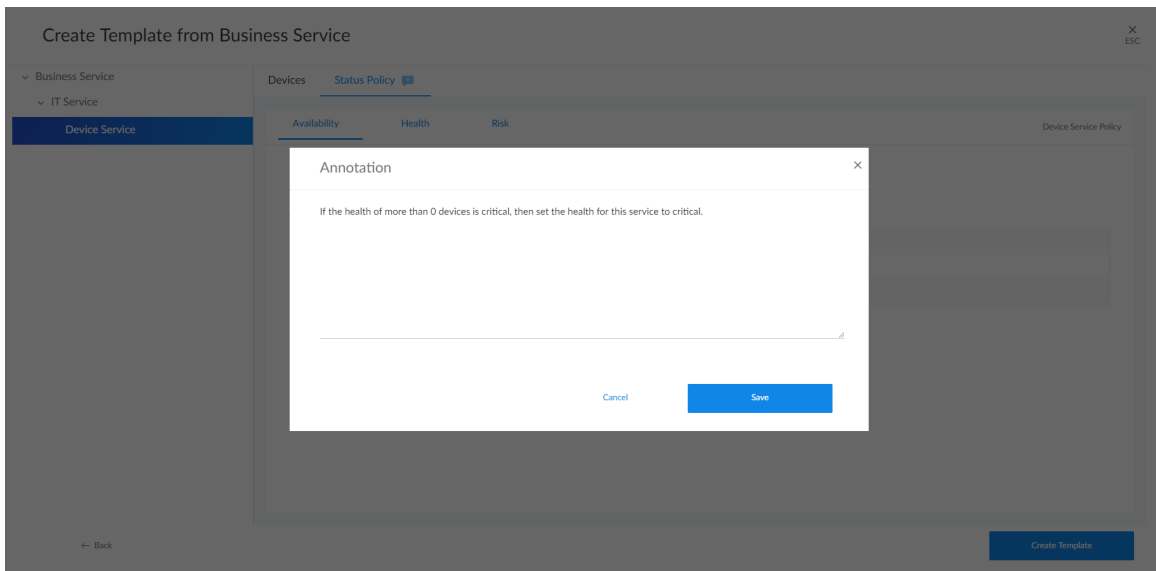 Create Template from Business Service
×
ESC
Business Service
IT Service
Device Service
Devices Status Policy
Availability Health Risk Device Service Policy
Annotation ×
If the health of more than 0 devices is critical, then set the health for this service to critical.
Cancel Save
← Back Create Template